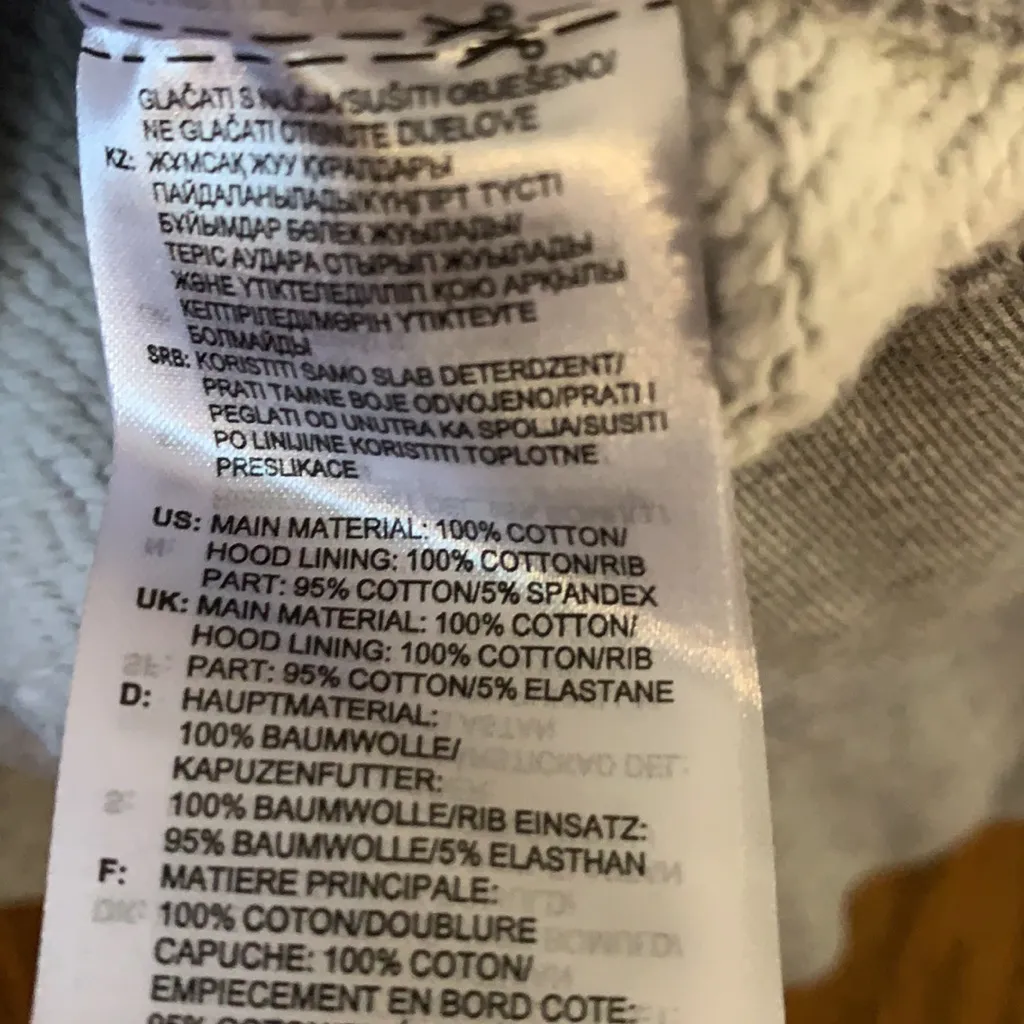 GLAČATI S NALIČJA/SUŠITI OBJEŠENO/
NE GLAČATI OTISNUTE DIJELOVE
KZ: ЖҰМСАҚ ЖУУ ҚҰРАЛДАРЫ
ПАЙДАЛАНЫЛАДЫ/КҮҢГІРТ ТҮСТІ
БҰЙЫМДАР БӨЛЕК ЖУЫЛАДЫ/
ТЕРІС АУДАРА ОТЫРЫП ЖУЫЛАДЫ
ЖӘНЕ ҮТІКТЕЛЕДІ/ІЛІП ҚОЮ АРҚЫЛЫ
КЕПТІРІЛЕДІ/МӨРІН ҮТІКТЕУГЕ
БОЛМАЙДЫ
SRB: KORISTITI SAMO SLAB DETERDZENT/
PRATI TAMNE BOJE ODVOJENO/PRATI I
PEGLATI OD UNUTRA KA SPOLJA/SUSITI
PO LINIJI/NE KORISTITI TOPLOTNE
PRESLIKACE
US: MAIN MATERIAL: 100% COTTON/
HOOD LINING: 100% COTTON/RIB
PART: 95% COTTON/5% SPANDEX
UK: MAIN MATERIAL: 100% COTTON/
HOOD LINING: 100% COTTON/RIB
PART: 95% COTTON/5% ELASTANE
D: HAUPTMATERIAL:
100% BAUMWOLLE/
KAPUZENFUTTER:
100% BAUMWOLLE/RIB EINSATZ:
95% BAUMWOLLE/5% ELASTHAN
F: MATIERE PRINCIPALE:
100% COTON/DOUBLURE
CAPUCHE: 100% COTON/
EMPIECEMENT EN BORD COTE: